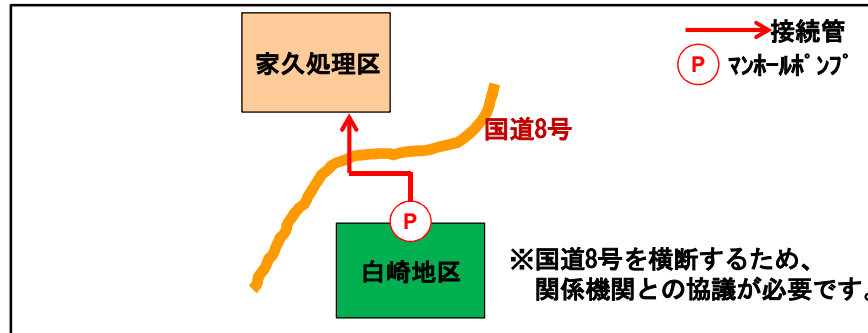 家久処理区
接続管
P
マンホールポンプ
国道8号
P
白崎地区
※国道8号を横断するため、
関係機関との協議が必要です。